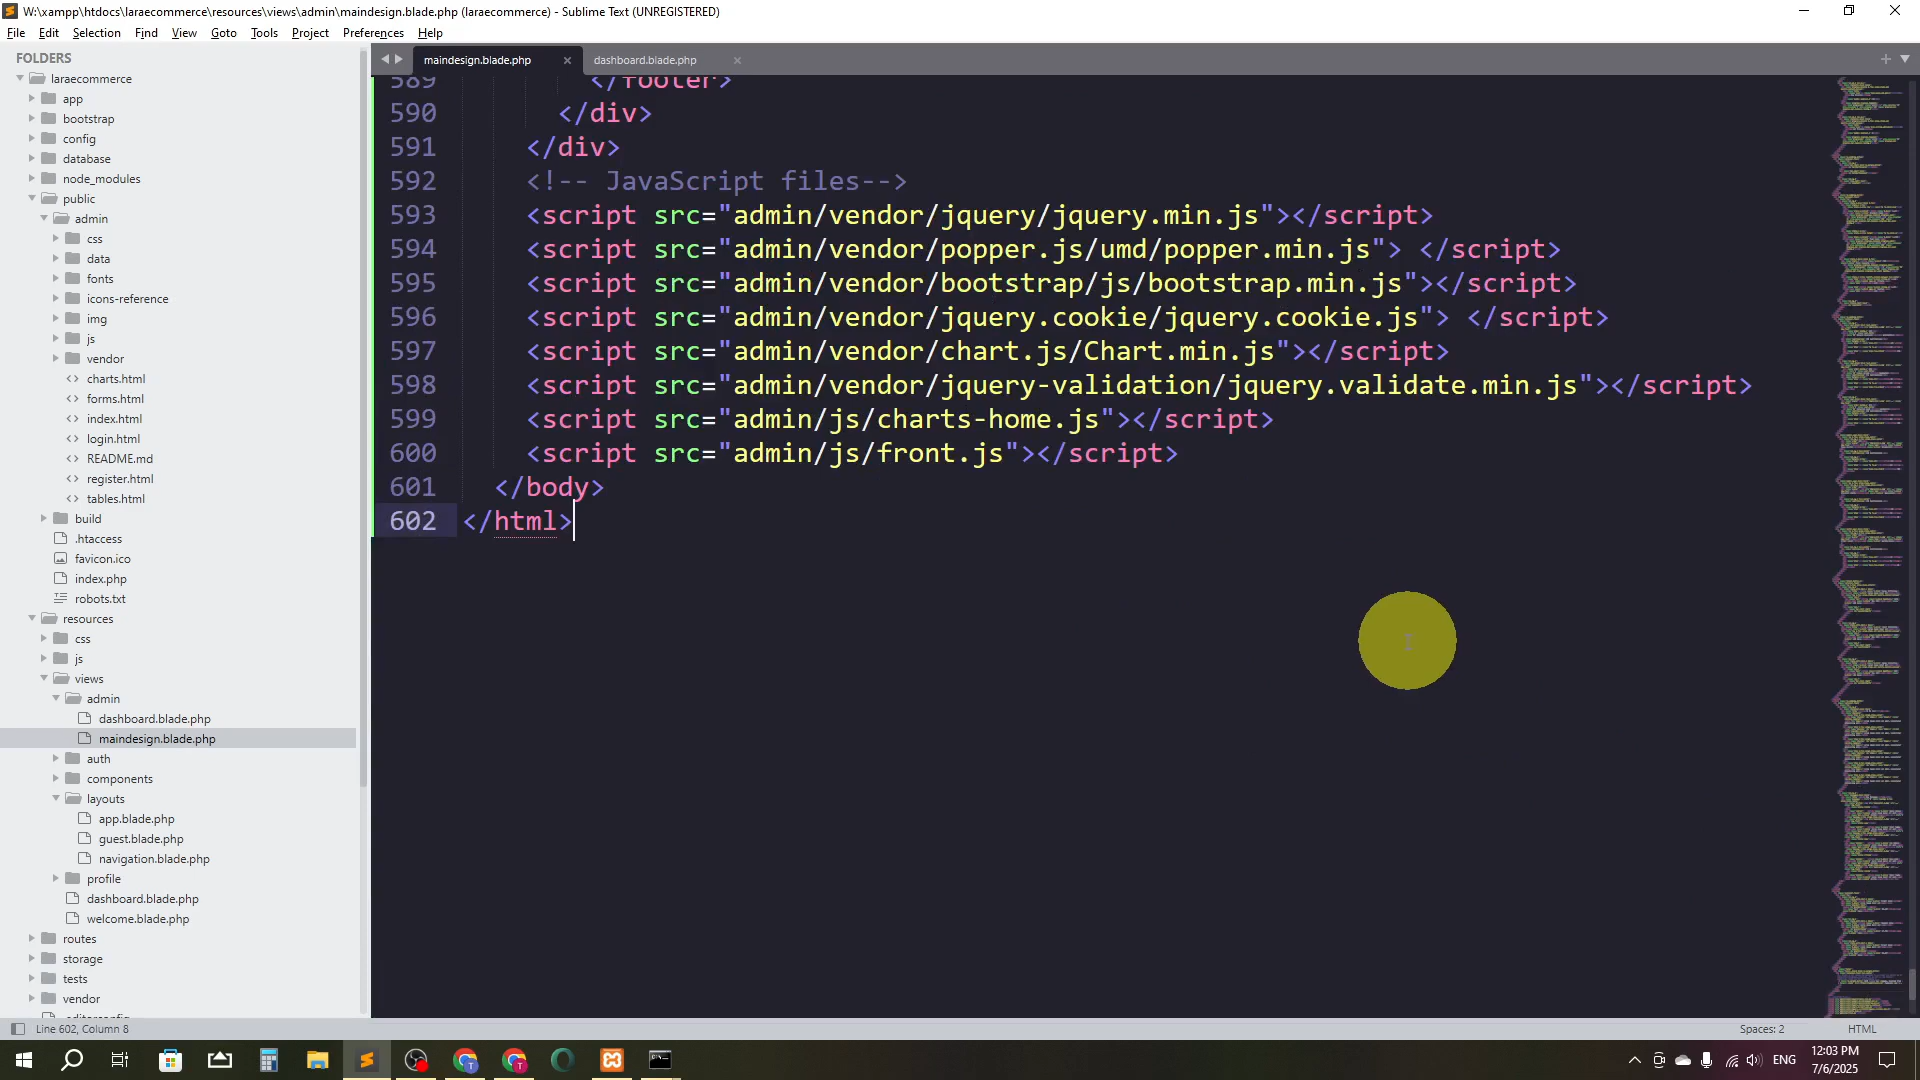 W:\xampp\htdocs\laraecommerce\resources\views\admin\maindesign.blade.php (laraecommerce) - Sublime Text (UNREGISTERED)
File Edit Selection Find View Goto Tools Project Preferences Help
FOLDERS
laraecommerce
app
bootstrap
config
database
node_modules
public
admin
css
data
fonts
icons-reference
img
js
vendor
charts.html
forms.html
index.html
login.html
README.md
register.html
tables.html
build
.htaccess
favicon.ico
index.php
robots.txt
resources
css
js
views
admin
dashboard.blade.php
maindesign.blade.php
auth
components
layouts
app.blade.php
guest.blade.php
navigation.blade.php
profile
dashboard.blade.php
welcome.blade.php
routes
storage
tests
vendor
.editorconfig
maindesign.blade.php × dashboard.blade.php ×
589 </footer>
590 </div>
591 </div>
592 <!-- JavaScript files-->
593 <script src="admin/vendor/jquery/jquery.min.js"></script>
594 <script src="admin/vendor/popper.js/umd/popper.min.js"> </script>
595 <script src="admin/vendor/bootstrap/js/bootstrap.min.js"></script>
596 <script src="admin/vendor/jquery.cookie/jquery.cookie.js"> </script>
597 <script src="admin/vendor/chart.js/Chart.min.js"></script>
598 <script src="admin/vendor/jquery-validation/jquery.validate.min.js"></script>
599 <script src="admin/js/charts-home.js"></script>
600 <script src="admin/js/front.js"></script>
601 </body>
602 </html>
Line 602, Column 8
Spaces: 2 HTML
ENG
12:03 PM
7/6/2025